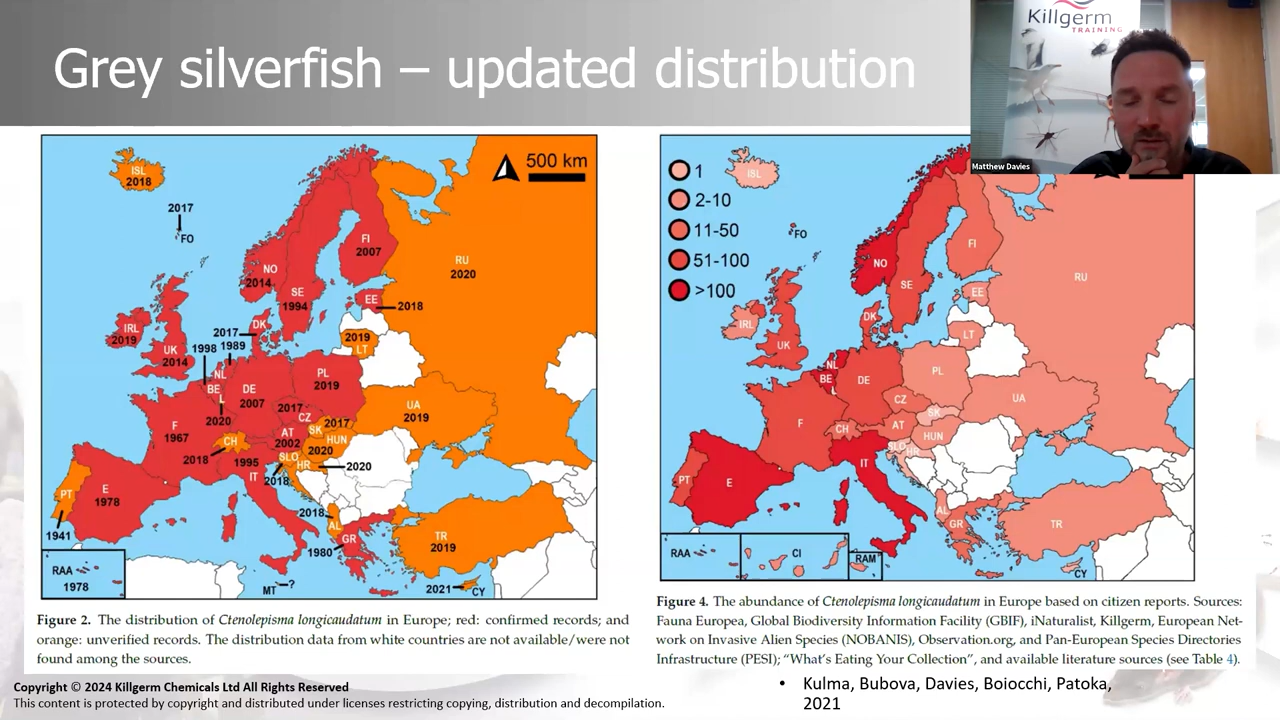 Grey silverfish – updated distribution
Killgerm
TRAINING
Matthew Davies
500 km
ISL
2018
2017
FO
FI
2007
RU
2020
NO
2014
SE
1994
EE
2018
IRL
2019
UK
2014
2017
DK
1998
1989
2019
LT
NL
BE
L
DE
2007
PL
2019
2020
2017
CZ
UA
2019
F
1967
2017
SK
AT
2002
HUN
2020
CH
2018
1995
IT
SLO
HR
2020
2018
PT
1941
E
1978
2018
AL
GR
1980
TR
2019
RAA
1978
MT
?
2021
CY
1
2-10
11-50
51-100
>100
ISL
FO
NO
SE
FI
RU
EE
LT
IRL
UK
DK
NL
BE
L
DE
PL
CZ
SK
UA
F
CH
AT
HUN
SLO
HR
IT
PT
E
AL
GR
TR
RAA
CI
RAM
CY
Figure 2. The distribution of Ctenolepisma longicaudatum in Europe; red: confirmed records; and
orange: unverified records. The distribution data from white countries are not available/were not
found among the sources.
Figure 4. The abundance of Ctenolepisma longicaudatum in Europe based on citizen reports. Sources:
Fauna Europea, Global Biodiversity Information Facility (GBIF), iNaturalist, Killgerm, European Net-
work on Invasive Alien Species (NOBANIS), Observation.org, and Pan-European Species Directories
Infrastructure (PESI); “What’s Eating Your Collection”, and available literature sources (see Table 4).
Copyright © 2024 Killgerm Chemicals Ltd All Rights Reserved
This content is protected by copyright and distributed under licenses restricting copying, distribution and decompilation.
• Kulma, Bubova, Davies, Boiocchi, Patoka,
2021